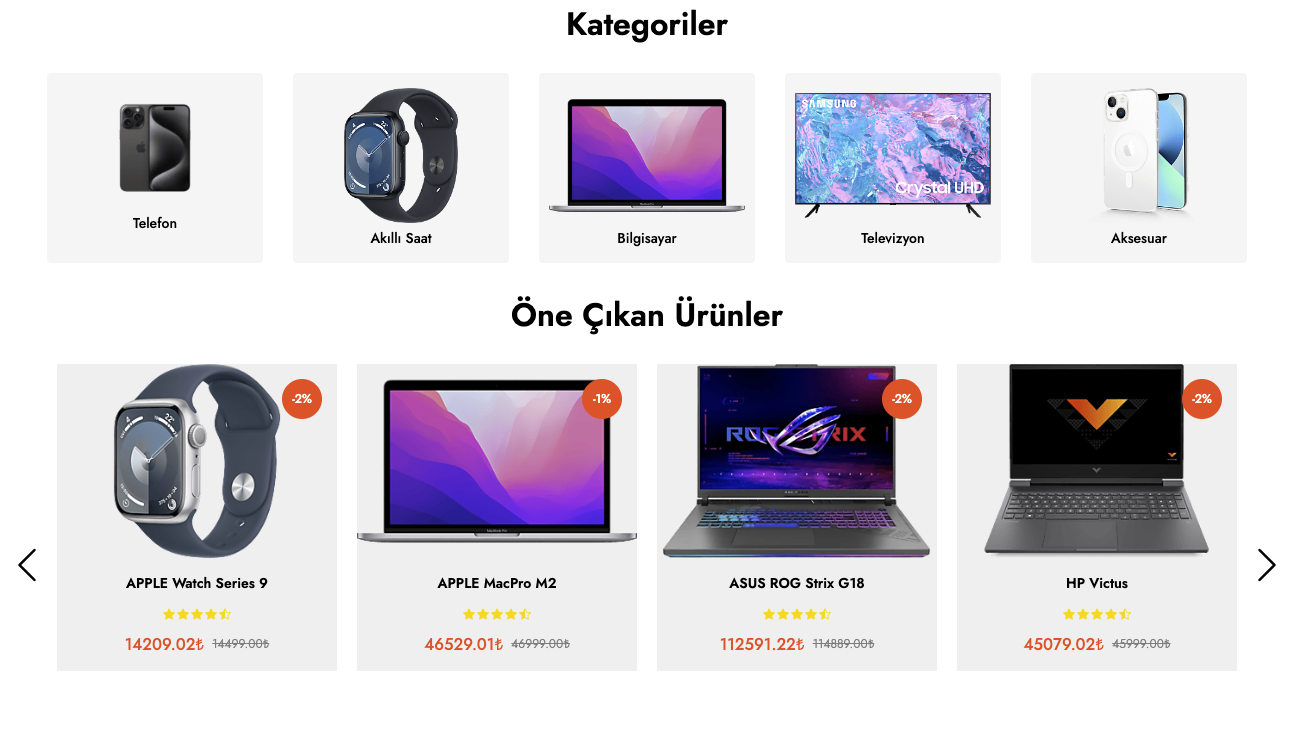 Kategoriler
Telefon
Akıllı Saat
Bilgisayar
SAMSUNG
Crystal UHD
Televizyon
Aksesuar
Öne Çıkan Ürünler
-2%
-1%
-2%
-2%
APPLE Watch Series 9
APPLE MacPro M2
ASUS ROG Strix G18
HP Victus
14209.02₺ 14499.00₺
46529.01₺ 46999.00₺
112591.22₺ 114889.00₺
45079.02₺ 45999.00₺